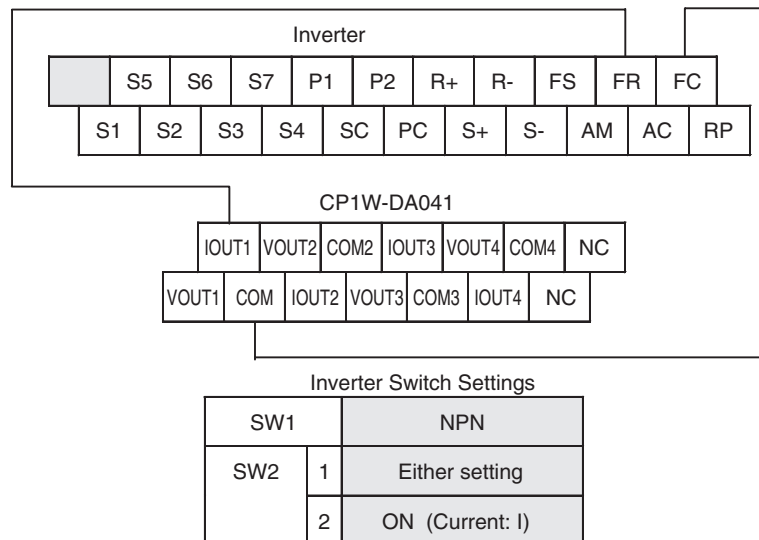 Inverter
S5 S6 S7 P1 P2 R+ R- FS FR FC
S1 S2 S3 S4 SC PC S+ S- AM AC RP
CP1W-DA041
IOUT1 VOUT2 COM2 IOUT3 VOUT4 COM4 NC
VOUT1 COM IOUT2 VOUT3 COM3 IOUT4 NC
Inverter Switch Settings
SW1 NPN
SW2 1 Either setting
2 ON (Current: I)